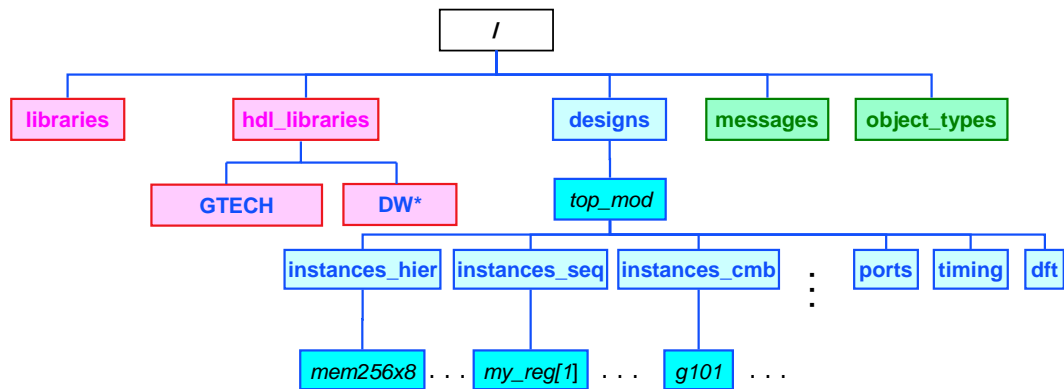 /
libraries
hdl_libraries
designs
messages
object_types
GTECH
DW*
top_mod
instances_hier
instances_seq
instances_cmb
ports
timing
dft
mem256x8 . . . my_reg[1] . . . g101 . . .